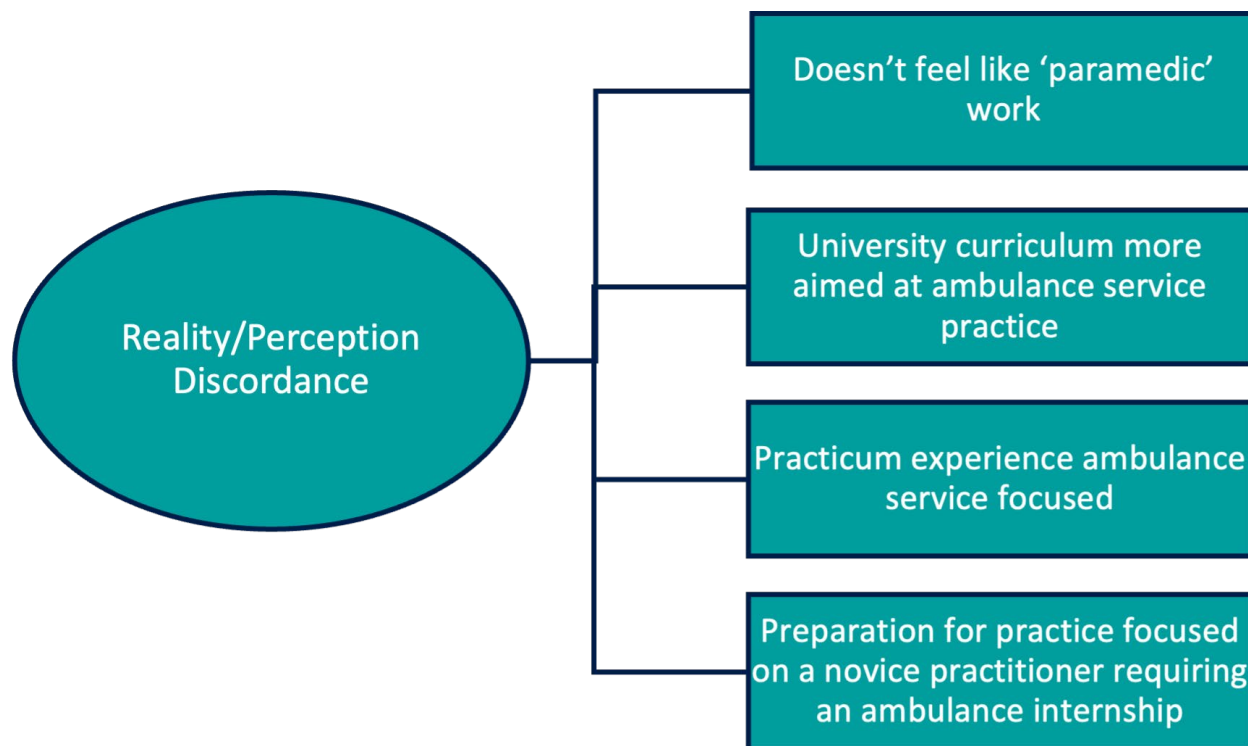 Doesn’t feel like ‘paramedic’
work
University curriculum more
aimed at ambulance service
practice
Reality/Perception
Discordance
Practicum experience ambulance
service focused
Preparation for practice focused
on a novice practitioner requiring
an ambulance internship